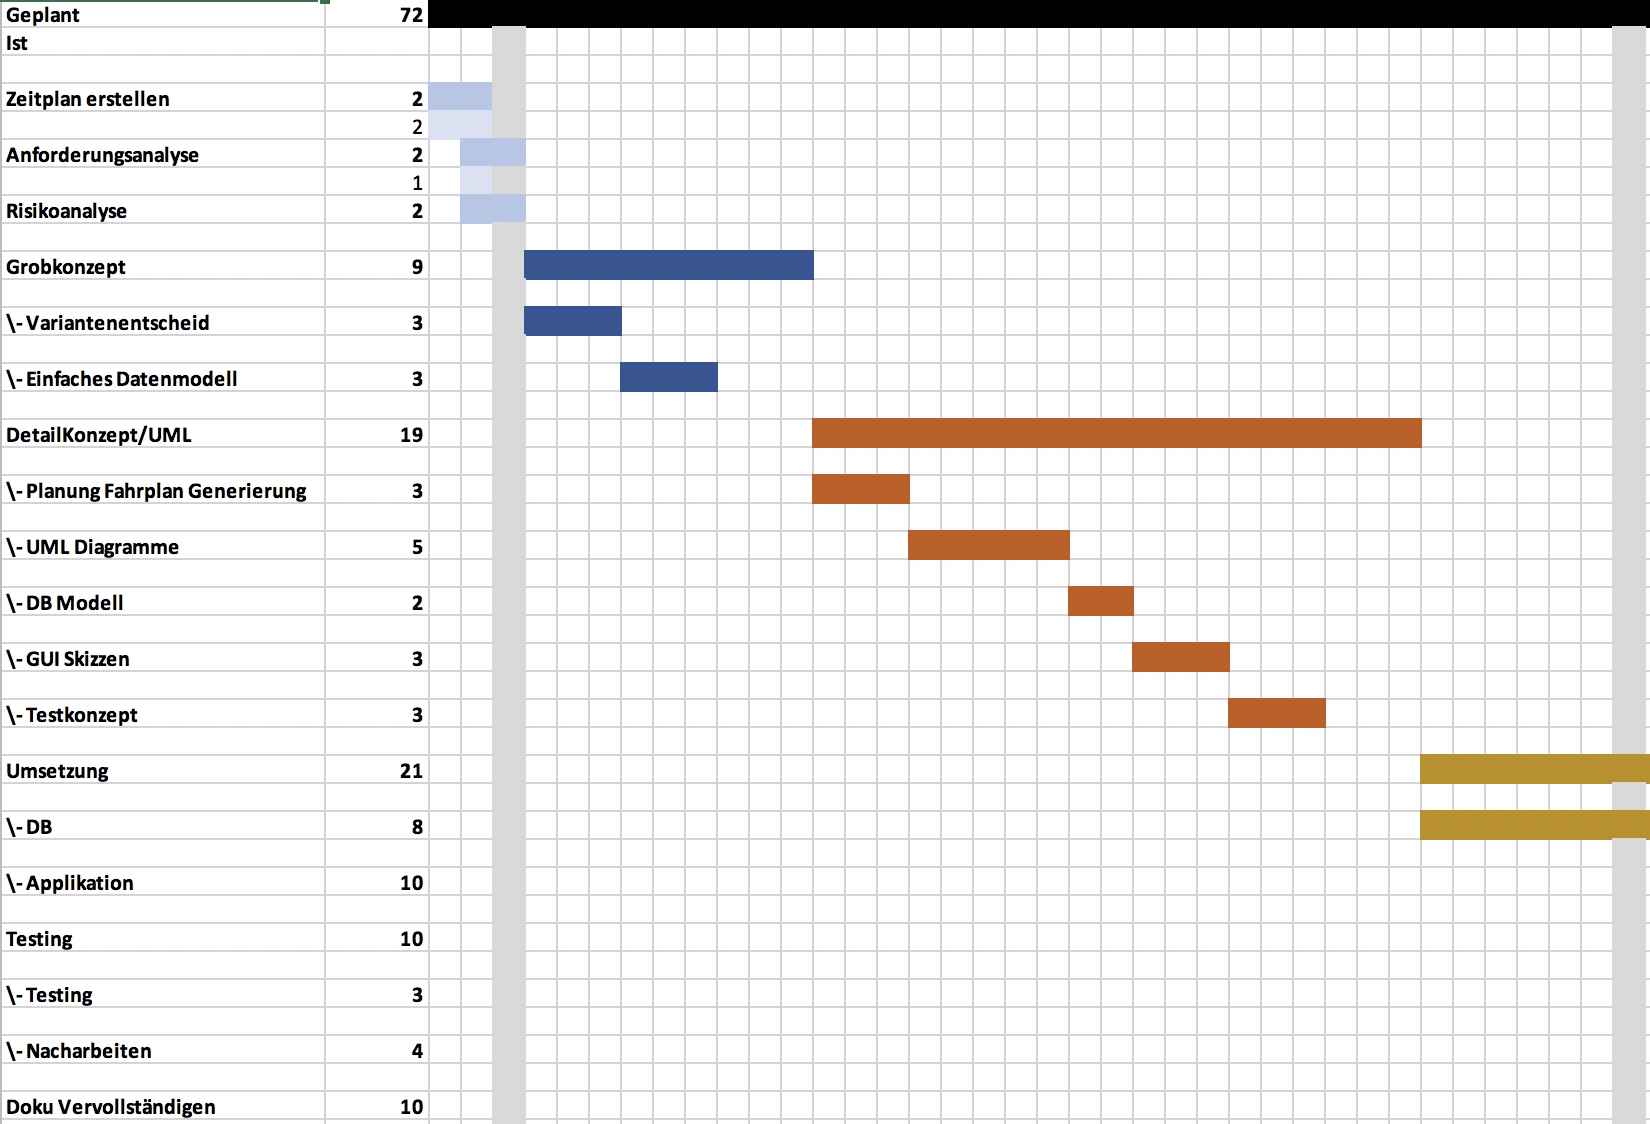 Geplant 72
Ist
Zeitplan erstellen 2
2
Anforderungsanalyse 2
1
Risikoanalyse 2
Grobkonzept 9
\- Variantenentscheid 3
\- Einfaches Datenmodell 3
DetailKonzept/UML 19
\- Planung Fahrplan Generierung 3
\- UML Diagramme 5
\- DB Modell 2
\- GUI Skizzen 3
\- Testkonzept 3
Umsetzung 21
\- DB 8
\- Applikation 10
Testing 10
\- Testing 3
\- Nacharbeiten 4
Doku Vervollständigen 10